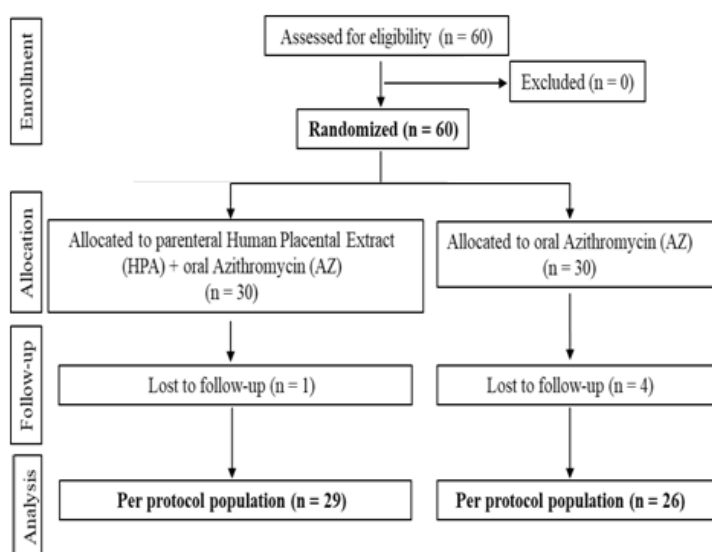 Enrollment
Assessed for eligibility (n = 60)
Excluded (n = 0)
Randomized (n = 60)
Allocation
Allocated to parenteral Human Placental Extract
(HPA) + oral Azithromycin (AZ)
(n = 30)
Allocated to oral Azithromycin (AZ)
(n = 30)
Follow-up
Lost to follow-up (n = 1)
Lost to follow-up (n = 4)
Analysis
Per protocol population (n = 29)
Per protocol population (n = 26)